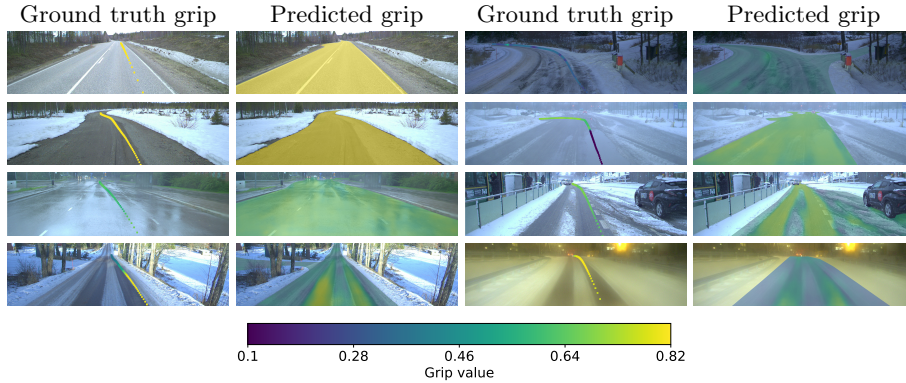 Ground truth grip Predicted grip Ground truth grip Predicted grip
0.1 0.28 0.46 0.64 0.82
Grip value